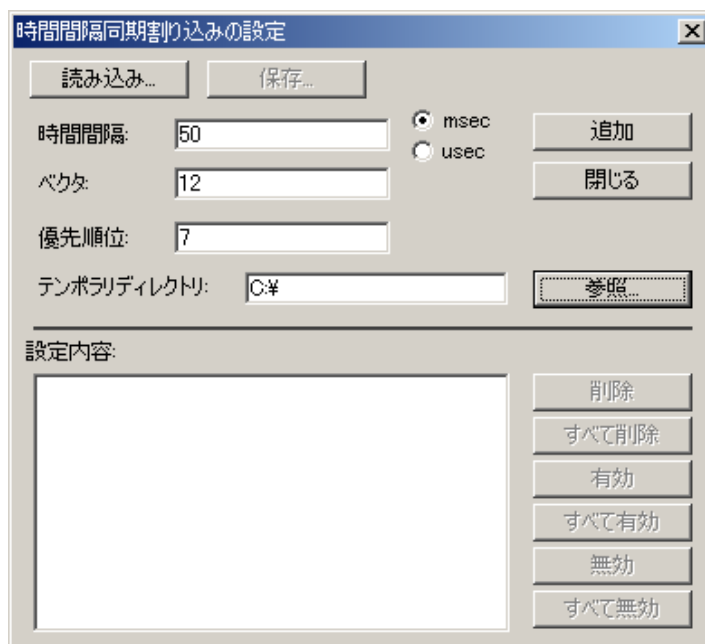 時間間隔同期割り込みの設定
読み込み... 保存...
時間間隔: 50 msec 追加
usec
ベクタ: 12 閉じる
優先順位: 7
テンポラリディレクトリ: C:¥ 参照...
設定内容:
削除
すべて削除
有効
すべて有効
無効
すべて無効